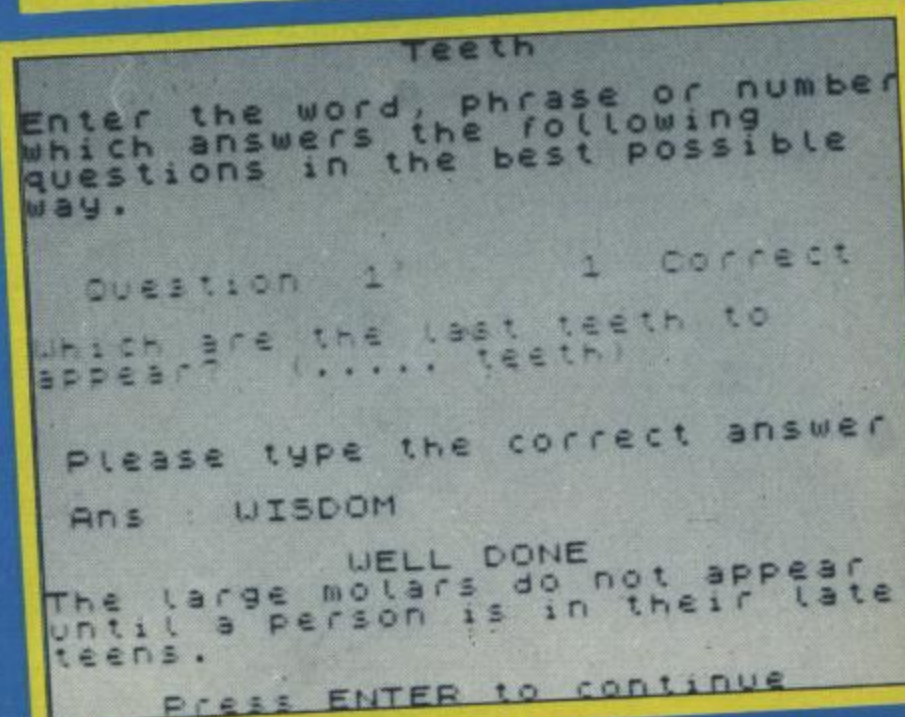 Teeth
Enter the word, phrase or number
which answers the following
questions in the best possible
way.
Question 1 1 Correct
Which are the last teeth to
appear? (..... teeth)
Please type the correct answer
Ans : WISDOM
WELL DONE
The large molars do not appear
until a person is in their late
teens.
Press ENTER to continue